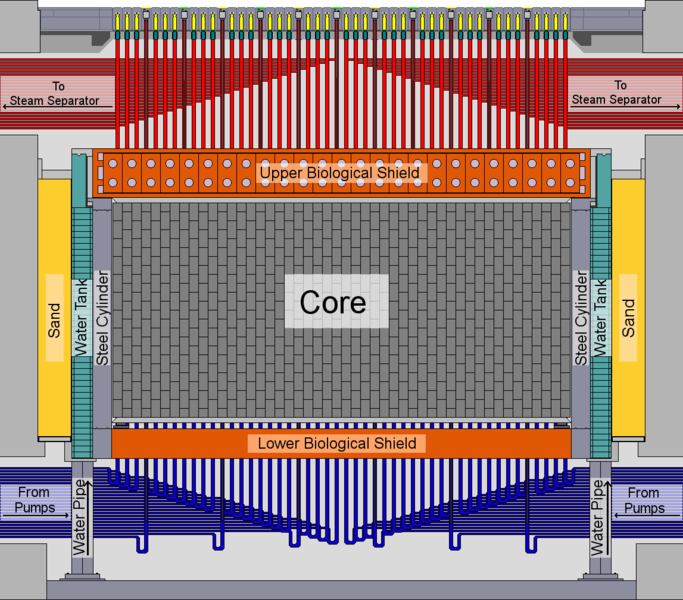 To
Steam Separator
To
Steam Separator
Upper Biological Shield
Sand
Water Tank
Steel Cylinder
Core
Steel Cylinder
Water Tank
Sand
Lower Biological Shield
From
Pumps
Water Pipe
Water Pipe
From
Pumps